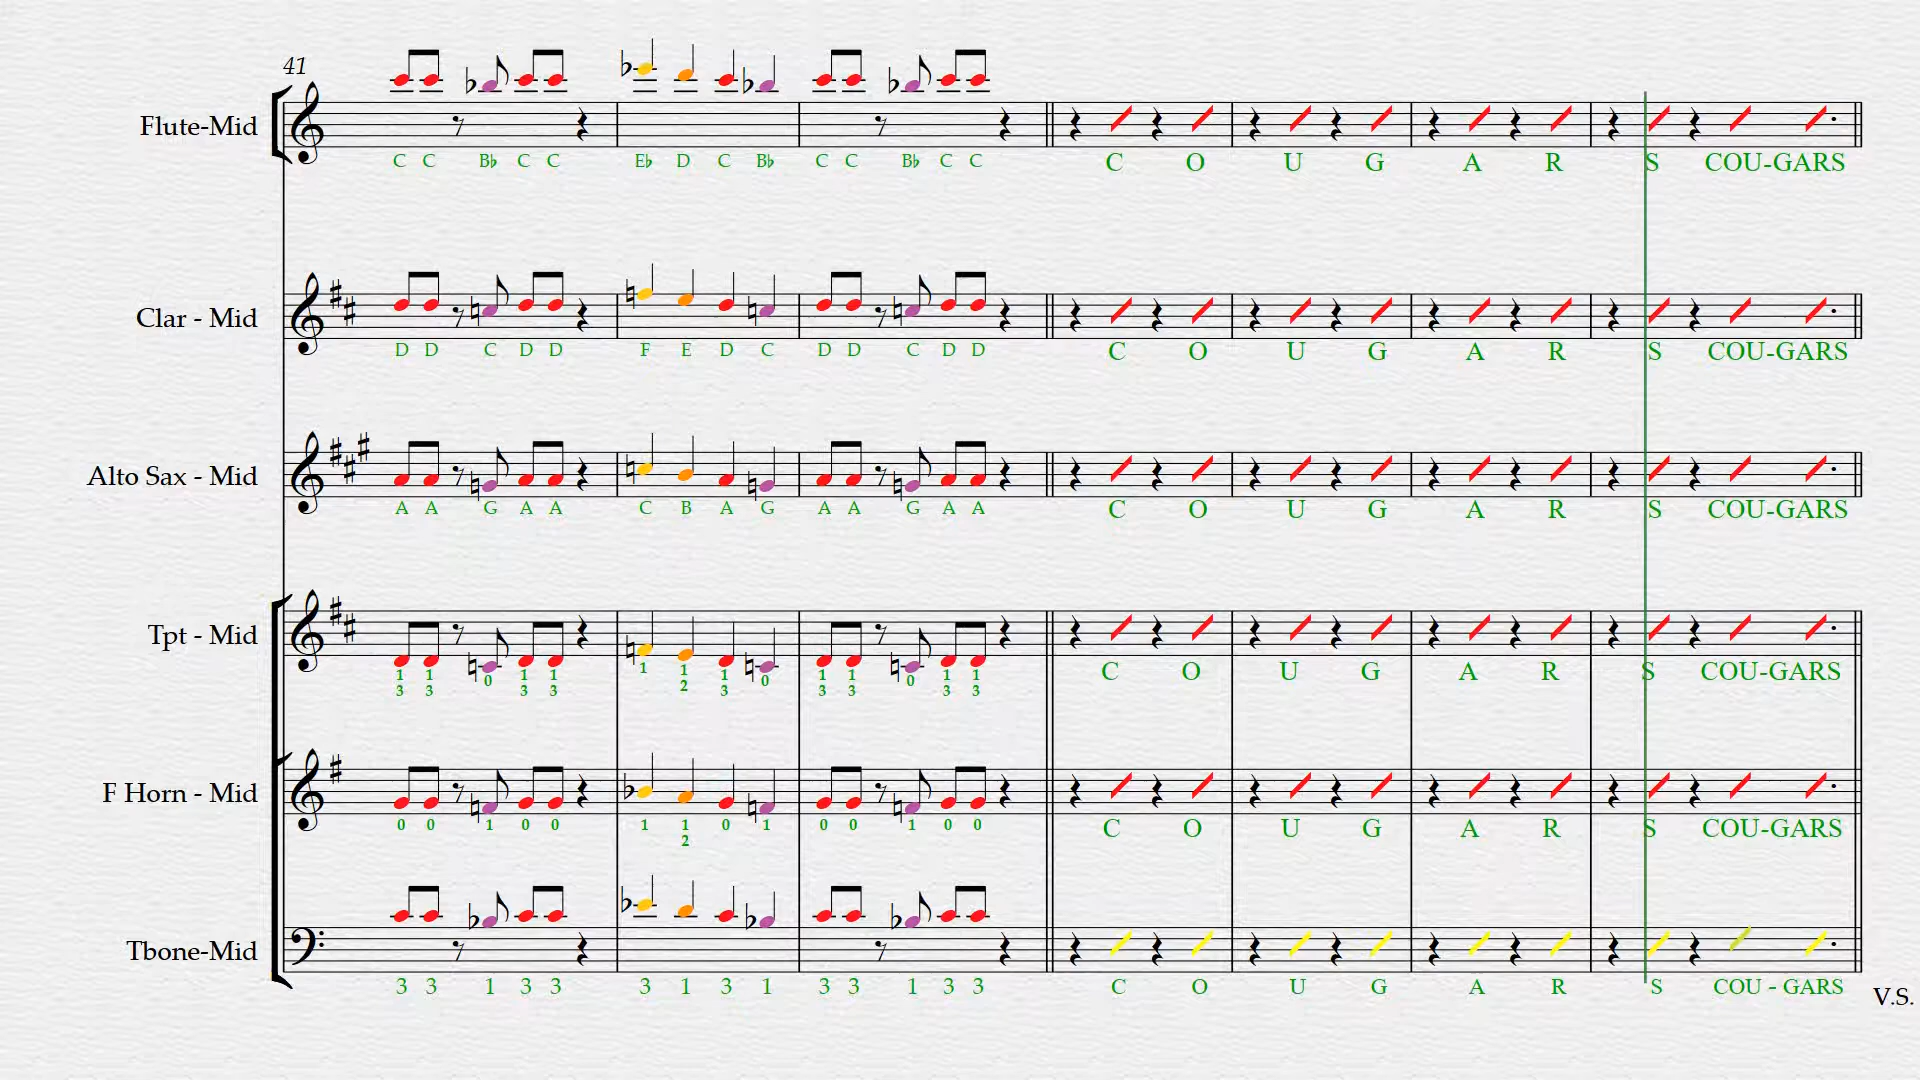 41
Flute-Mid
C C B♭ C C E♭ D C B♭ C C B♭ C C C O U G A R S COU-GARS
Clar - Mid
D D C D D F E D C D D C D D C O U G A R S COU-GARS
Alto Sax - Mid
A A G A A C B A G A A G A A C O U G A R S COU-GARS
Tpt - Mid
1 1 0 1 1 1 1 1 0 1 1 0 1 1 C O U G A R S COU-GARS
3 3 3 3 2 3 3 3 3 3
F Horn - Mid
0 0 1 0 0 1 1 0 1 0 0 1 0 0 C O U G A R S COU-GARS
2
Tbone-Mid
3 3 1 3 3 3 1 3 1 3 3 1 3 3 C O U G A R S COU - GARS
V.S.